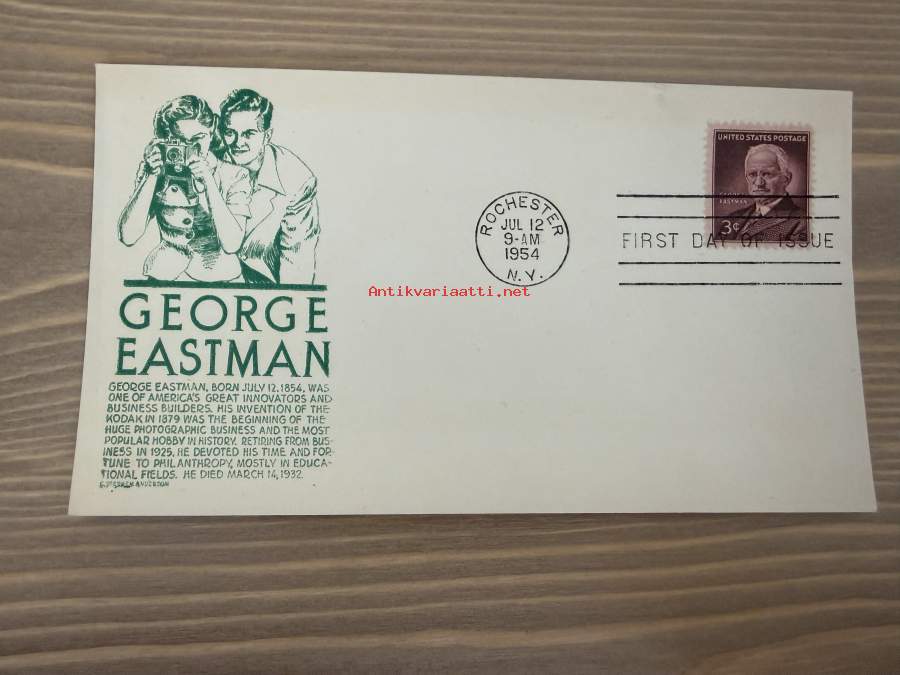 UNITED STATES POSTAGE
GEORGE
EASTMAN
3¢
ROCHESTER
JUL 12
9-AM
1954
N.Y.
FIRST DAY OF ISSUE
Antikvariaatti.net
GEORGE
EASTMAN
GEORGE EASTMAN, BORN JULY 12, 1854, WAS
ONE OF AMERICA'S GREAT INNOVATORS AND
BUSINESS BUILDERS. HIS INVENTION OF THE
KODAK IN 1879 WAS THE BEGINNING OF THE
HUGE PHOTOGRAPHIC BUSINESS AND THE MOST
POPULAR HOBBY IN HISTORY. RETIRING FROM BUS-
INESS IN 1925, HE DEVOTED HIS TIME AND FOR-
TUNE TO PHILANTHROPY, MOSTLY IN EDUCA-
TIONAL FIELDS. HE DIED MARCH 14, 1932.
ANDERSON